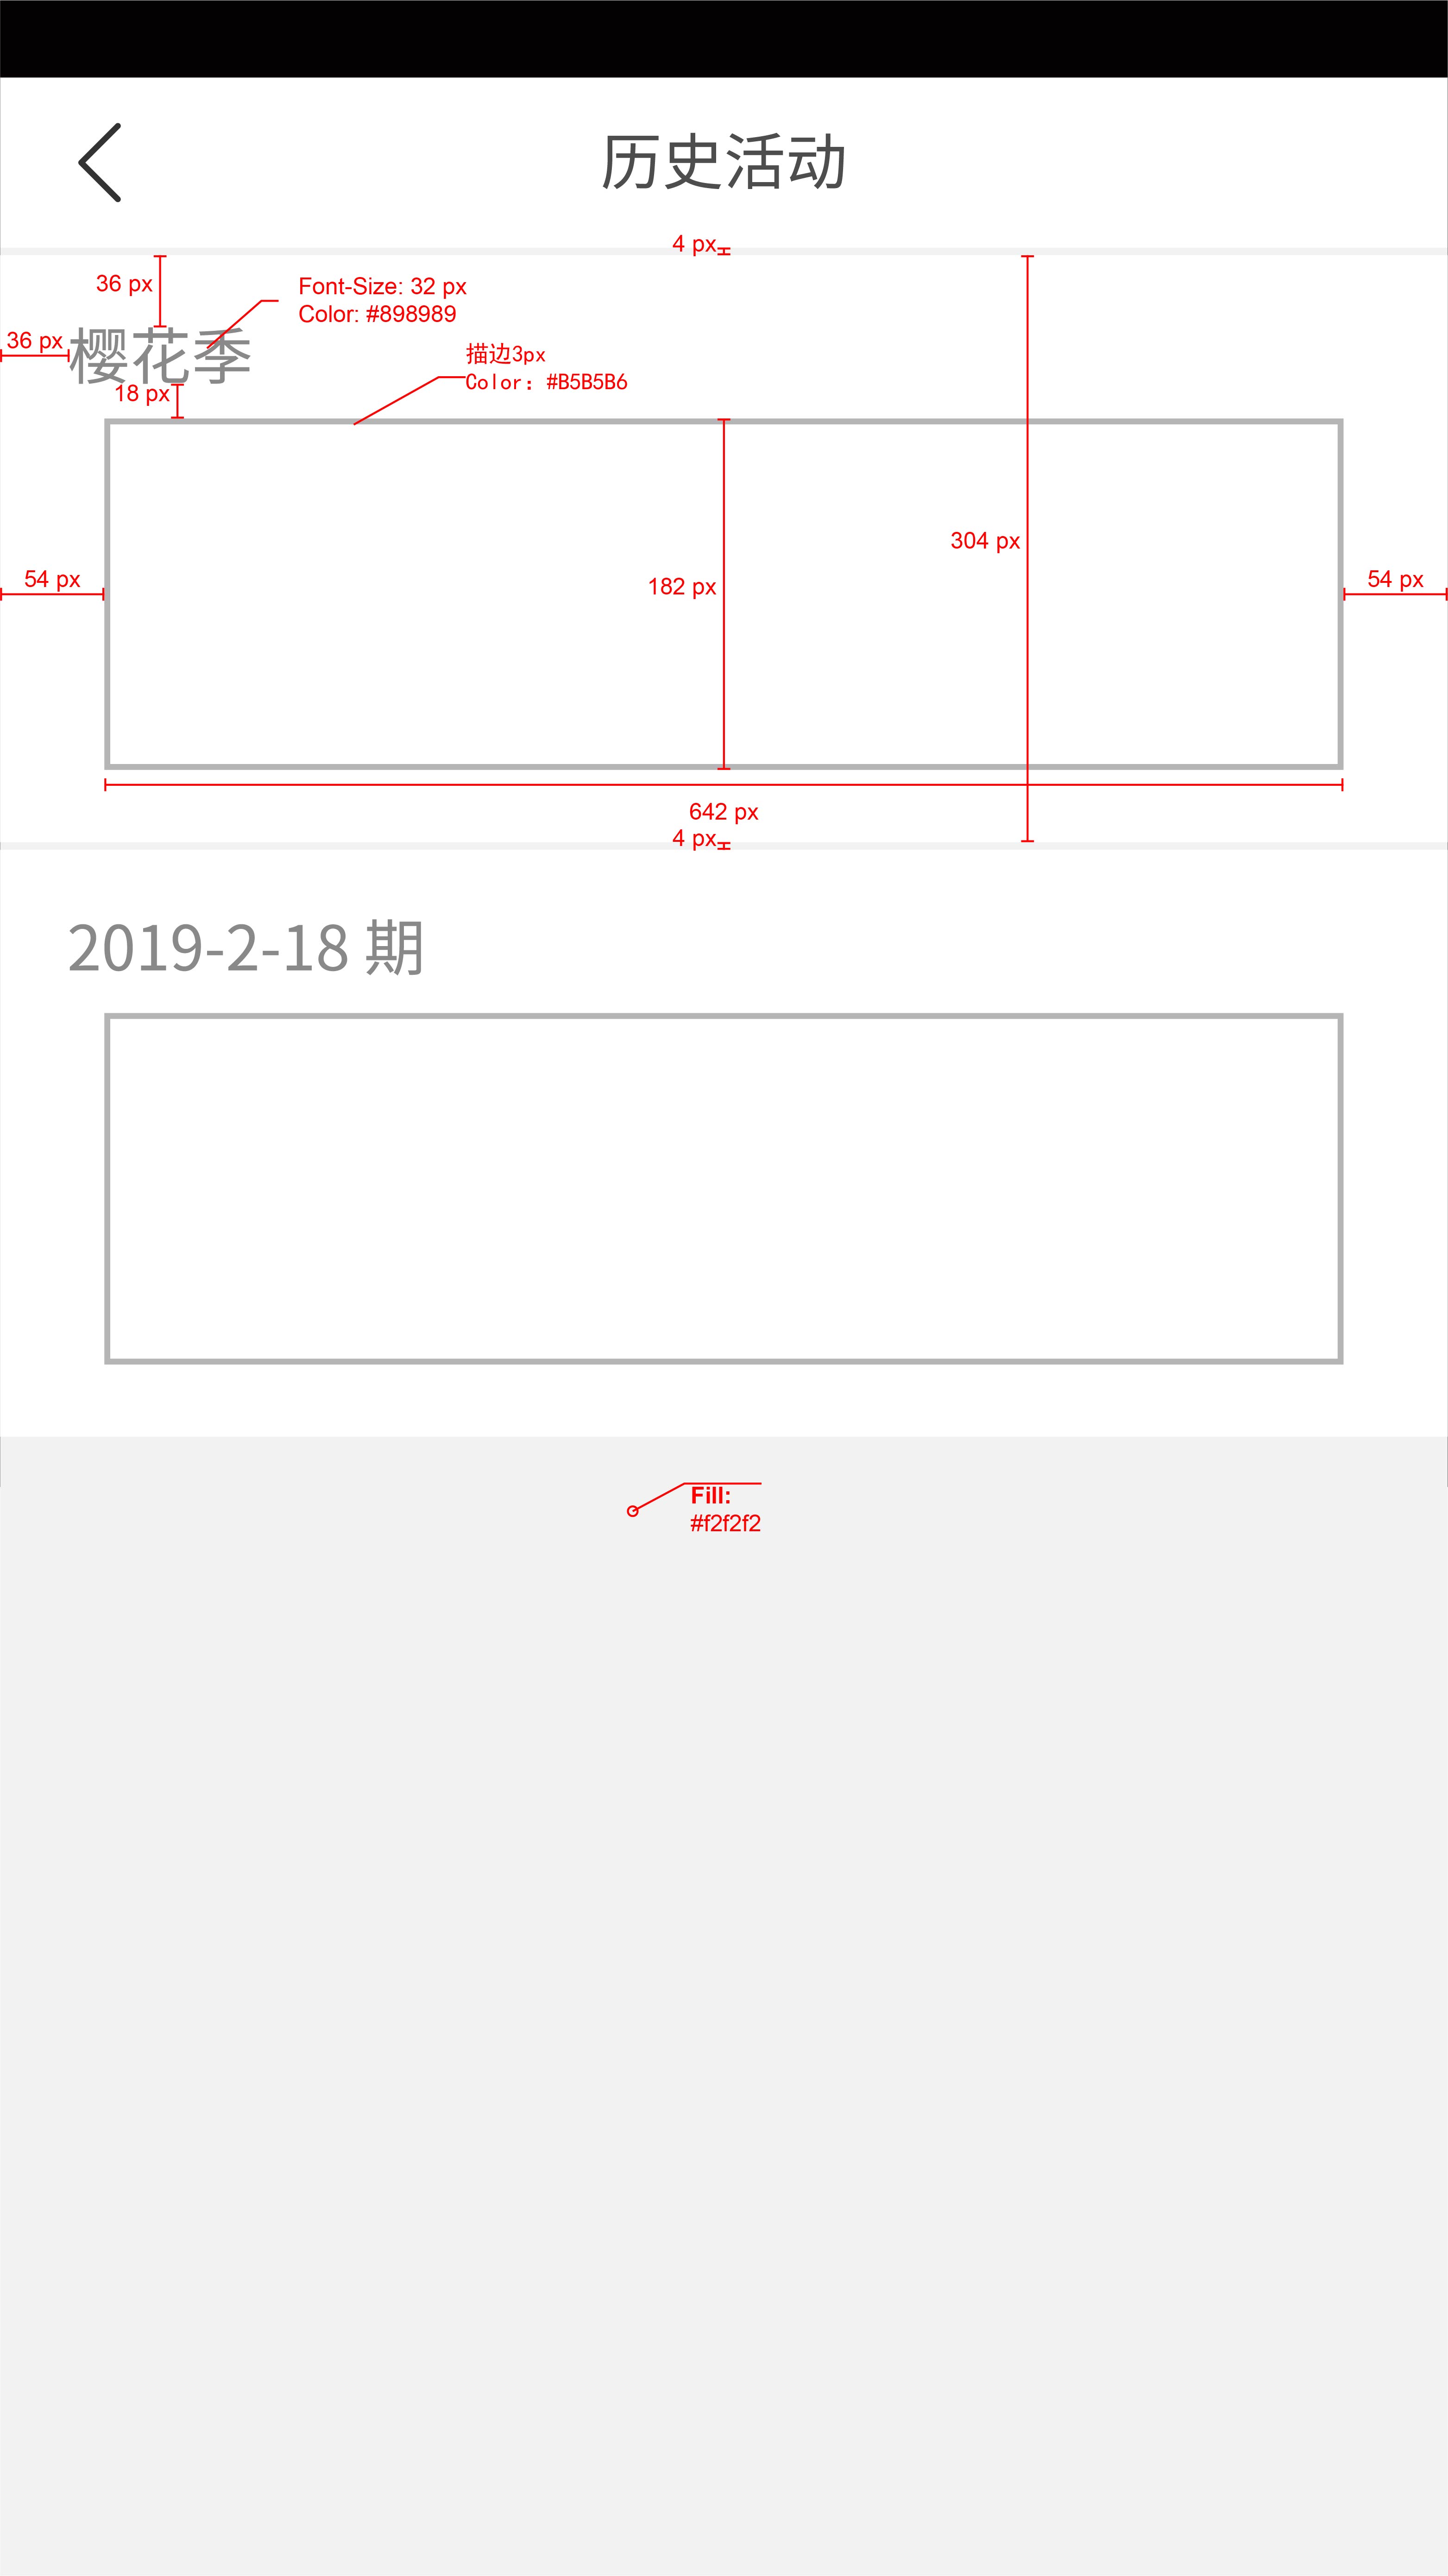 历史活动
4 px
36 px
Font-Size: 32 px
Color: #898989
36 px
樱花季
描边3px
Color: #B5B5B6
18 px
304 px
54 px
182 px
54 px
642 px
4 px
2019-2-18 期
Fill:
#f2f2f2